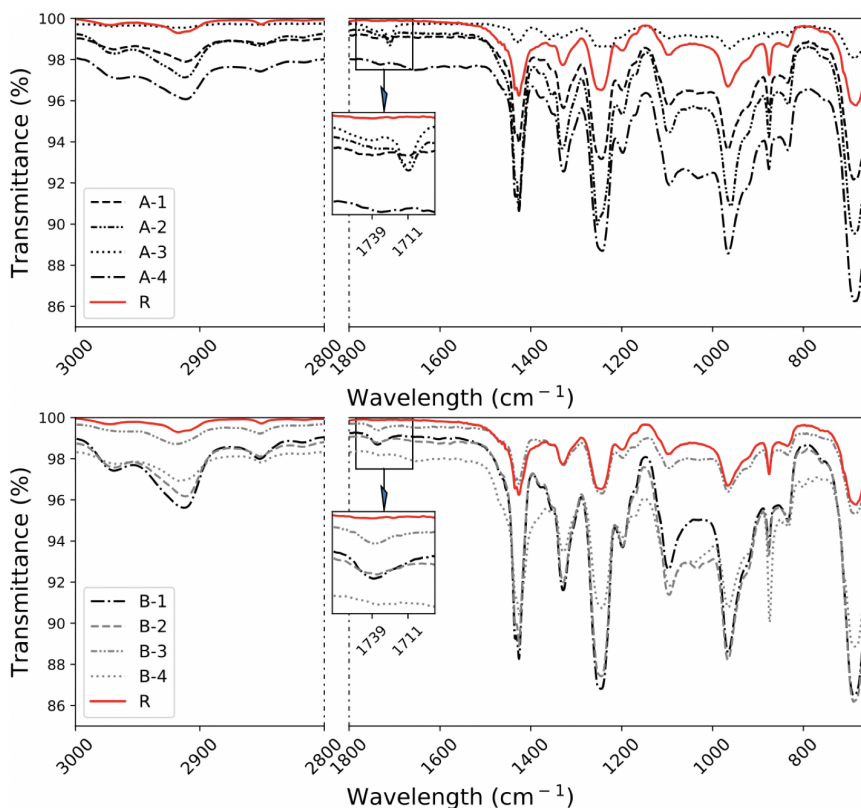 100
98
96
94
92
90
88
86
Transmittance (%)
A-1
A-2
A-3
A-4
R
1739
1711
3000
2900
2800
1800
1600
1400
1200
1000
800
Wavelength (cm⁻¹)
100
98
96
94
92
90
88
86
Transmittance (%)
B-1
B-2
B-3
B-4
R
1739
1711
3000
2900
2800
1800
1600
1400
1200
1000
800
Wavelength (cm⁻¹)